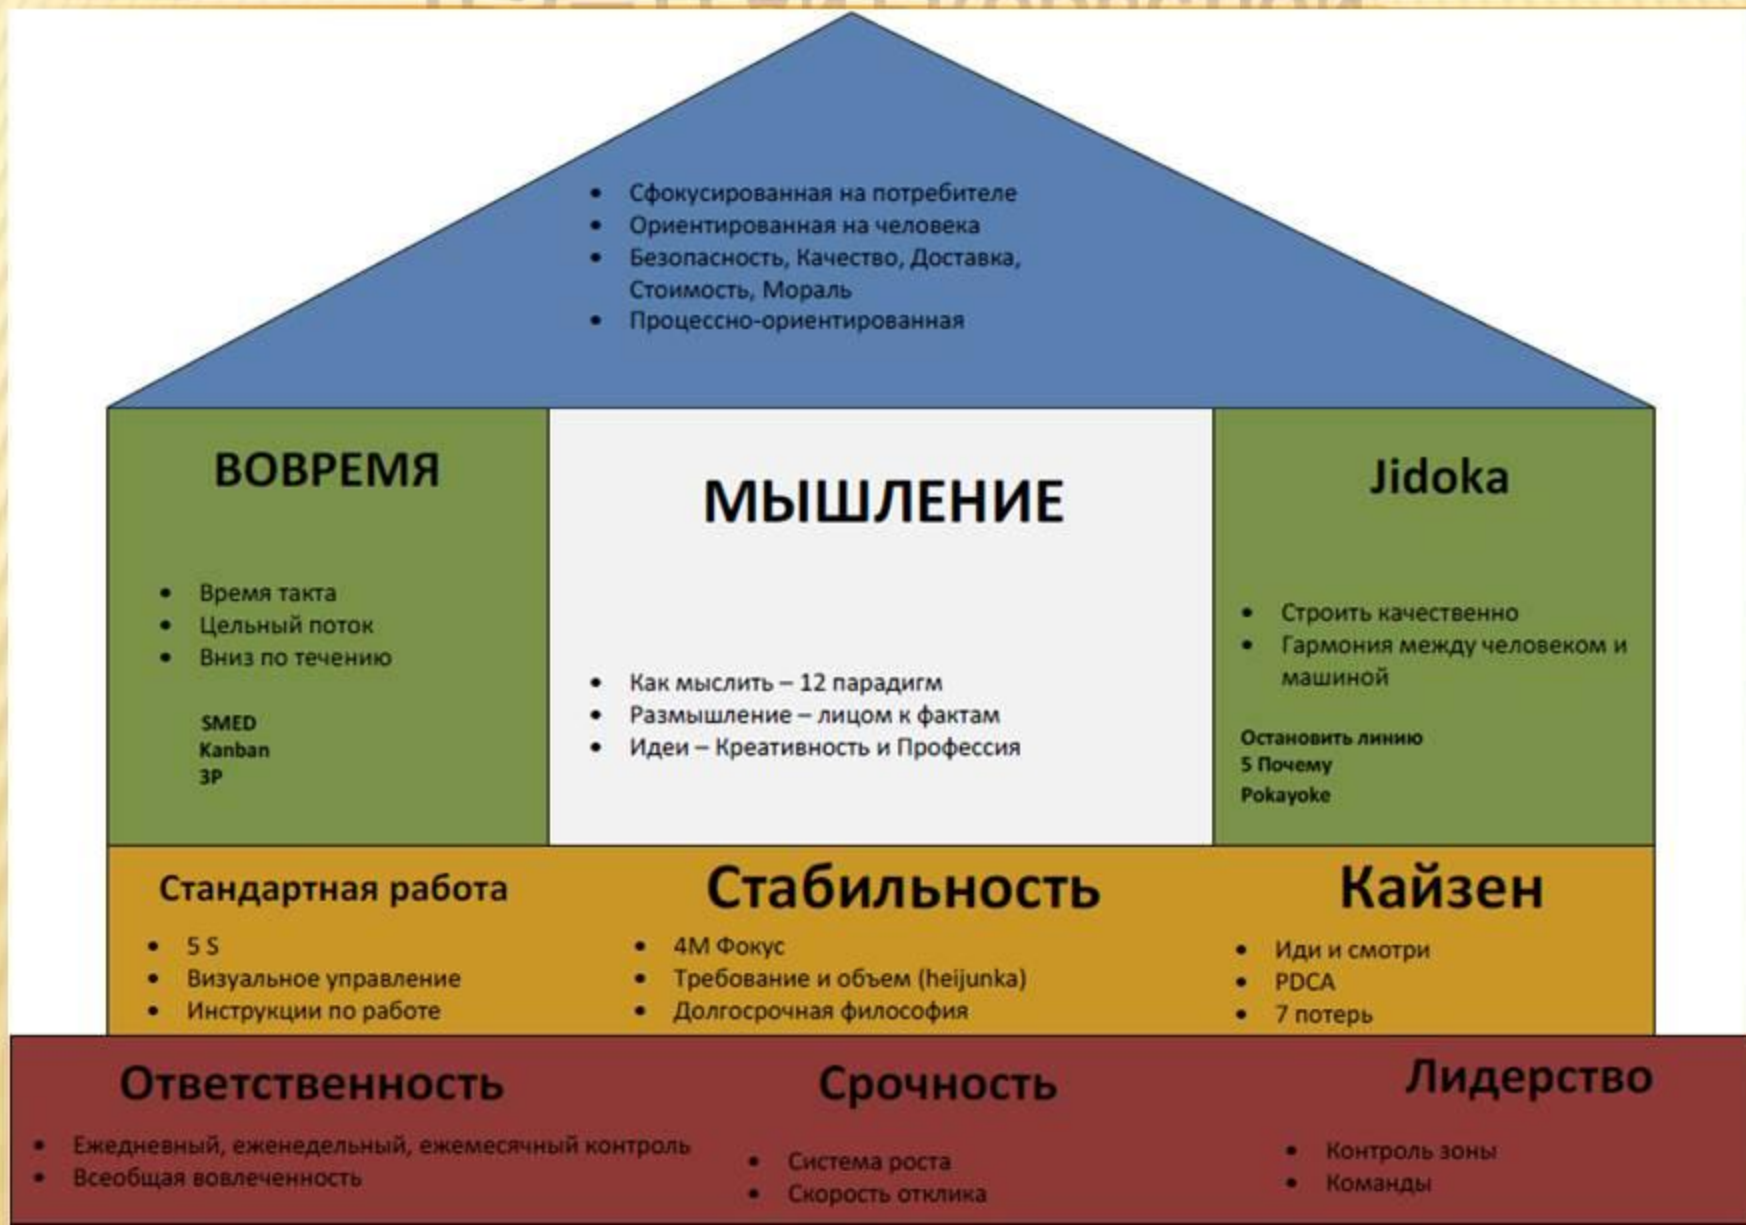 • Сфокусированная на потребителе
• Ориентированная на человека
• Безопасность, Качество, Доставка,
Стоимость, Мораль
• Процессно-ориентированная
ВОВРЕМЯ
• Время такта
• Цельный поток
• Вниз по течению
SMED
Kanban
3P
МЫШЛЕНИЕ
• Как мыслить – 12 парадигм
• Размышление – лицом к фактам
• Идеи – Креативность и Профессия
Jidoka
• Строить качественно
• Гармония между человеком и
машиной
Остановить линию
5 Почему
Pokayoke
Стандартная работа
• 5 S
• Визуальное управление
• Инструкции по работе
Стабильность
• 4М Фокус
• Требование и объем (heijunka)
• Долгосрочная философия
Кайзен
• Иди и смотри
• PDCA
• 7 потерь
Ответственность
• Ежедневный, еженедельный, ежемесячный контроль
• Всеобщая вовлеченность
Срочность
• Система роста
• Скорость отклика
Лидерство
• Контроль зоны
• Команды